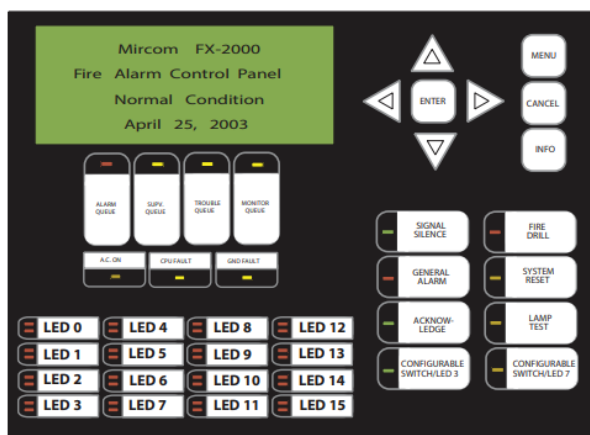 Mircom FX-2000
Fire Alarm Control Panel
Normal Condition
April 25, 2003
ENTER
MENU
CANCEL
INFO
ALARM
QUEUE
SUPV.
QUEUE
TROUBLE
QUEUE
MONITOR
QUEUE
A.C. ON
CPU FAULT
GND FAULT
SIGNAL
SILENCE
FIRE
DRILL
GENERAL
ALARM
SYSTEM
RESET
ACKNOW-
LEDGE
LAMP
TEST
CONFIGURABLE
SWITCH/LED 3
CONFIGURABLE
SWITCH/LED 7
LED 0
LED 4
LED 8
LED 12
LED 1
LED 5
LED 9
LED 13
LED 2
LED 6
LED 10
LED 14
LED 3
LED 7
LED 11
LED 15